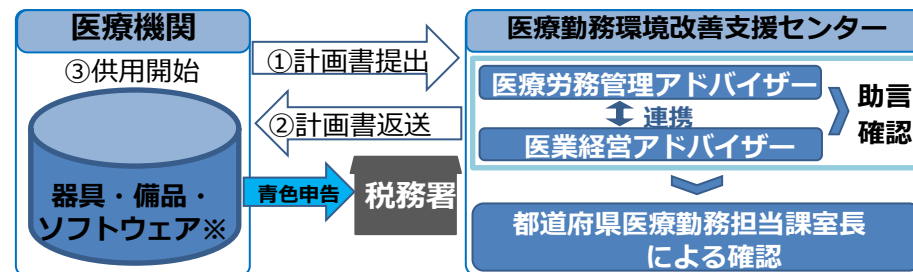 医療機関
③供用開始
器具・備品・
ソフトウェア※
①計画書提出
②計画書返送
青色申告
税務署
医療勤務環境改善支援センター
医療労務管理アドバイザー
連携
医業経営アドバイザー
助言
確認
都道府県医療勤務担当課室長
による確認